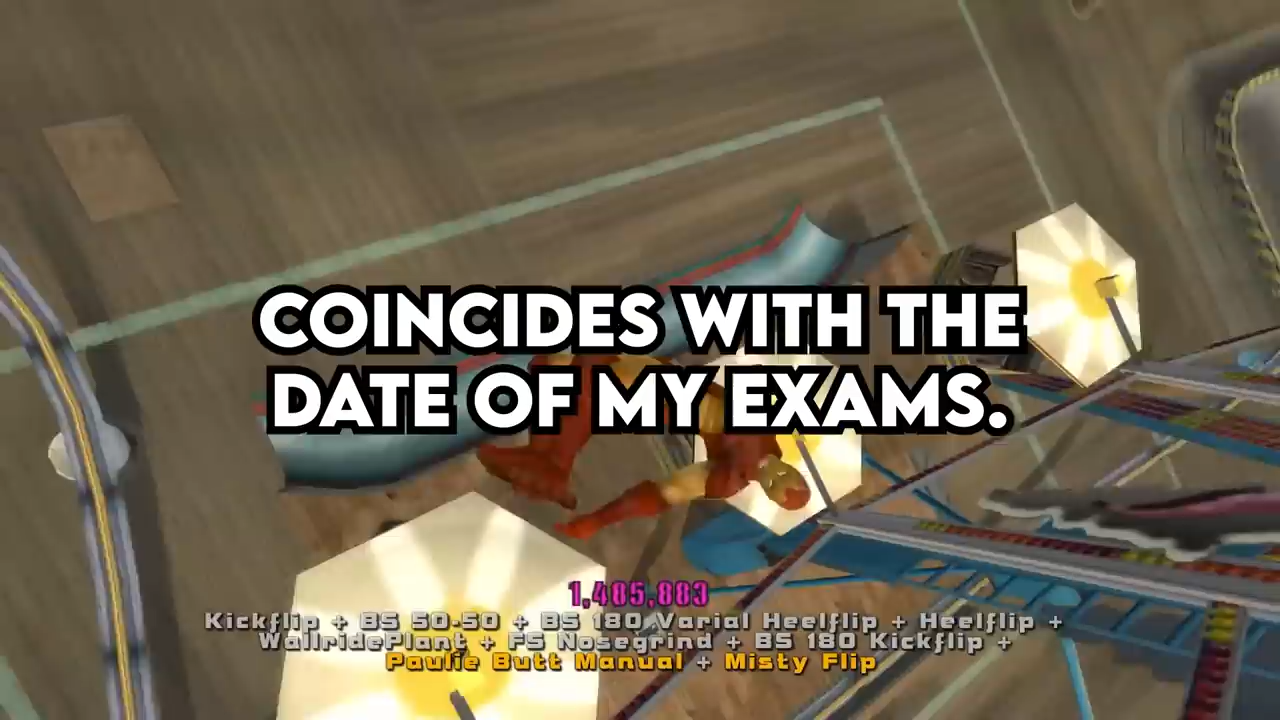 COINCIDES WITH THE
DATE OF MY EXAMS.
1,485,883
Kickflip + BS 50-50 + BS 180 Varial Heelflip + Heelflip +
WallridePlant + FS Nosegrind + BS 180 Kickflip +
Paulie Butt Manual + Misty Flip